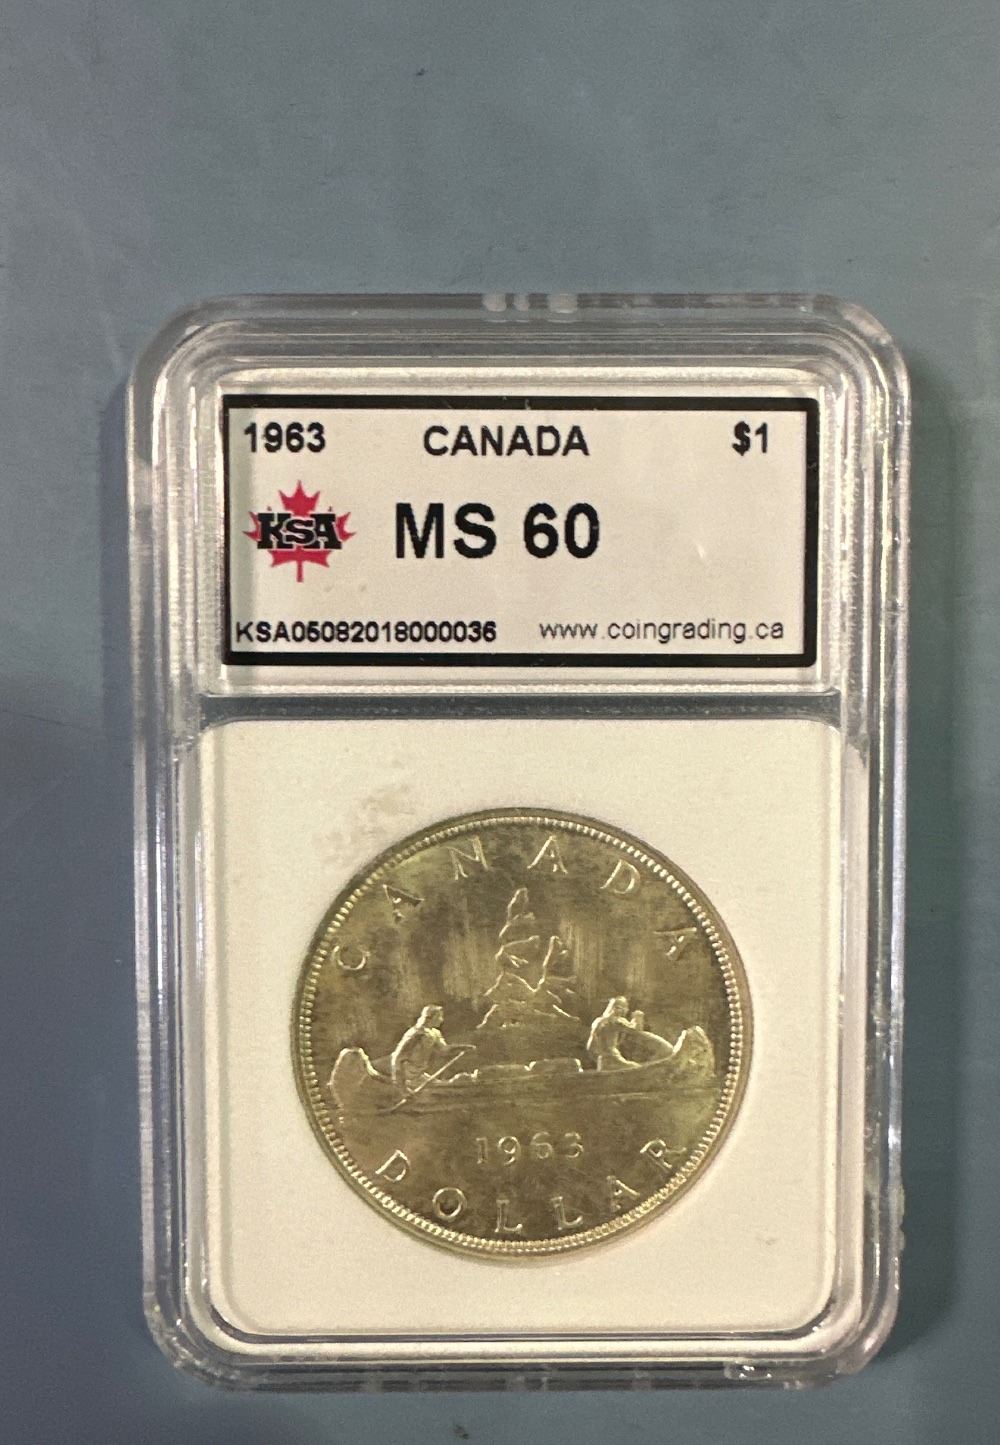 1963 CANADA $1
KSA MS 60
KSA05082018000036 www.coingrading.ca
CANADA
1963
DOLLAR